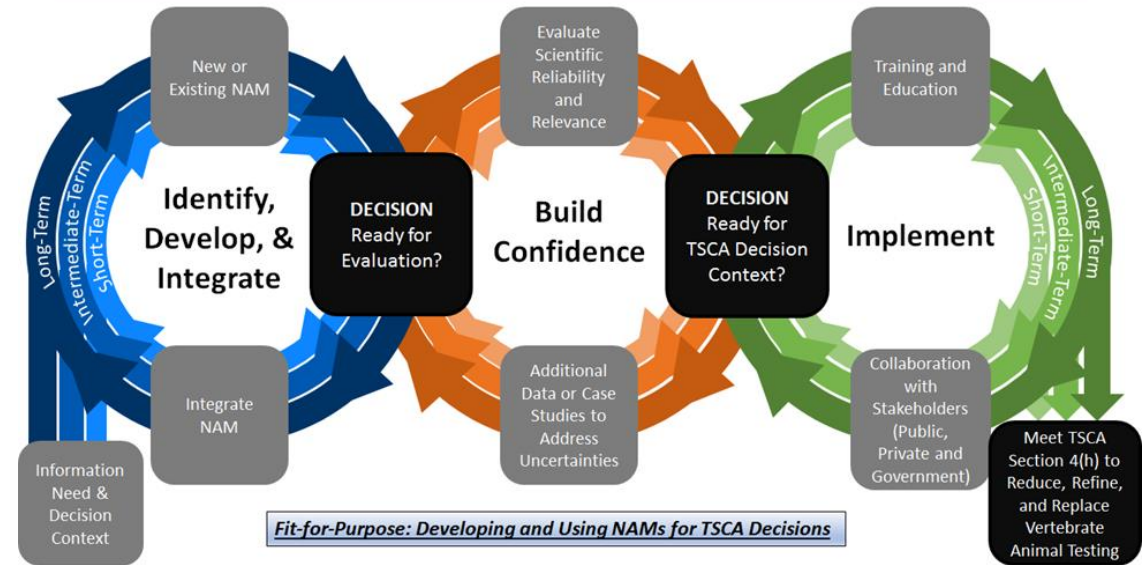 New or
Existing NAM
Long-Term
Intermediate-Term
Short-Term
Identify,
Develop, &
Integrate
Integrate
NAM
Information
Need &
Decision
Context
DECISION
Ready for
Evaluation?
Evaluate
Scientific
Reliability
and
Relevance
Build
Confidence
Additional
Data or Case
Studies to
Address
Uncertainties
DECISION
Ready for
TSCA Decision
Context?
Training and
Education
Implement
Short-Term
Intermediate-Term
Long-Term
Collaboration
with
Stakeholders
(Public,
Private and
Government)
Meet TSCA
Section 4(h) to
Reduce, Refine,
and Replace
Vertebrate
Animal Testing
Fit-for-Purpose: Developing and Using NAMs for TSCA Decisions